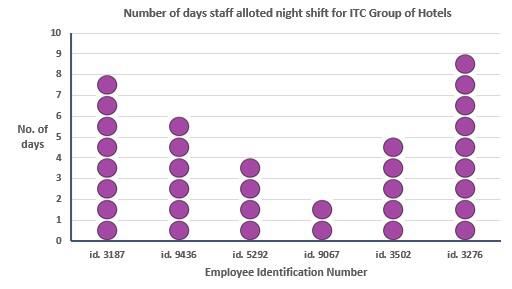 Number of days staff alloted night shift for ITC Group of Hotels
10
9
8
7
6
5
4
3
2
1
0
No. of
days
id. 3187 id. 9436 id. 5292 id. 9067 id. 3502 id. 3276
Employee Identification Number